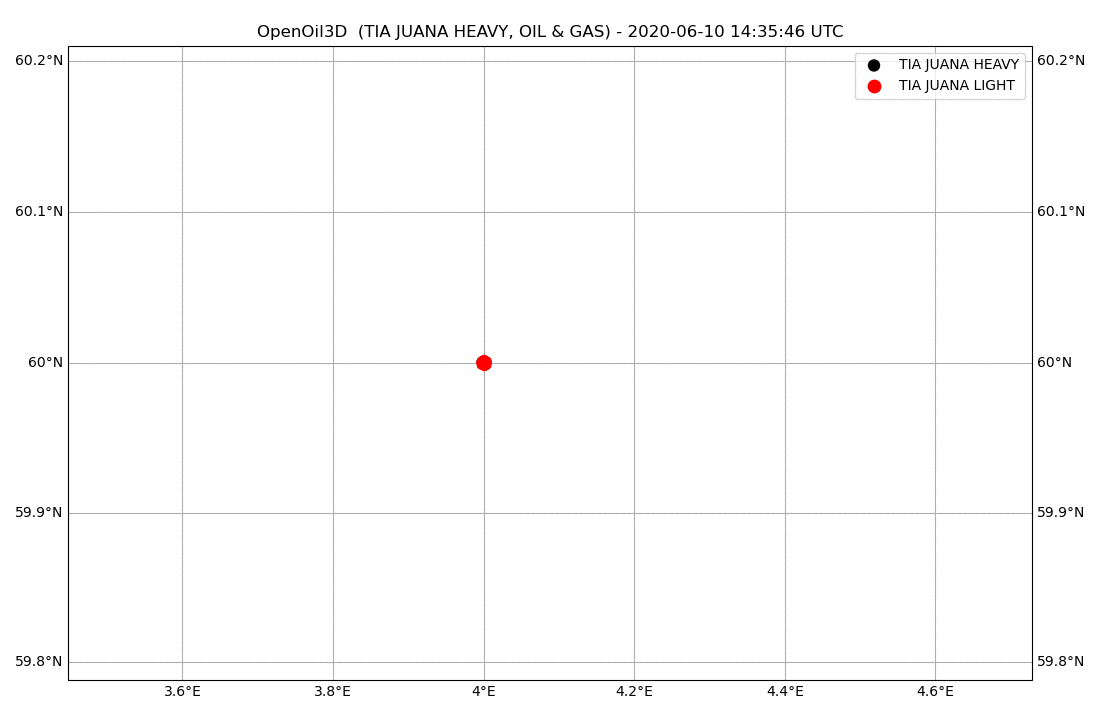 OpenOil3D  (TIA JUANA HEAVY, OIL & GAS) - 2020-06-10 14:35:46 UTC
TIA JUANA HEAVY
TIA JUANA LIGHT
60.2°N 60.2°N
60.1°N 60.1°N
60°N 60°N
59.9°N 59.9°N
59.8°N 59.8°N
3.6°E 3.8°E 4°E 4.2°E 4.4°E 4.6°E